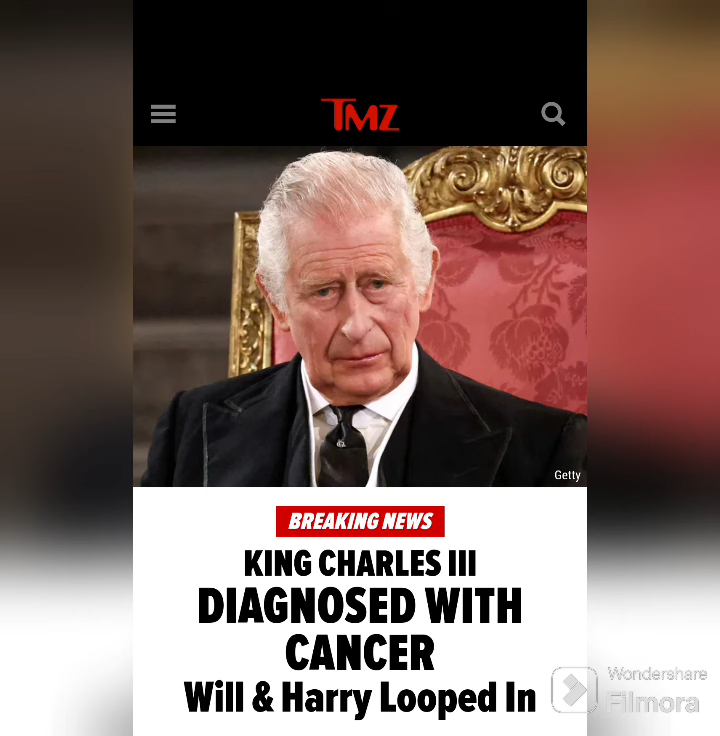 TMZ
Getty
BREAKING NEWS
KING CHARLES III
DIAGNOSED WITH
CANCER
Will & Harry Looped In
Wondershare
Filmora